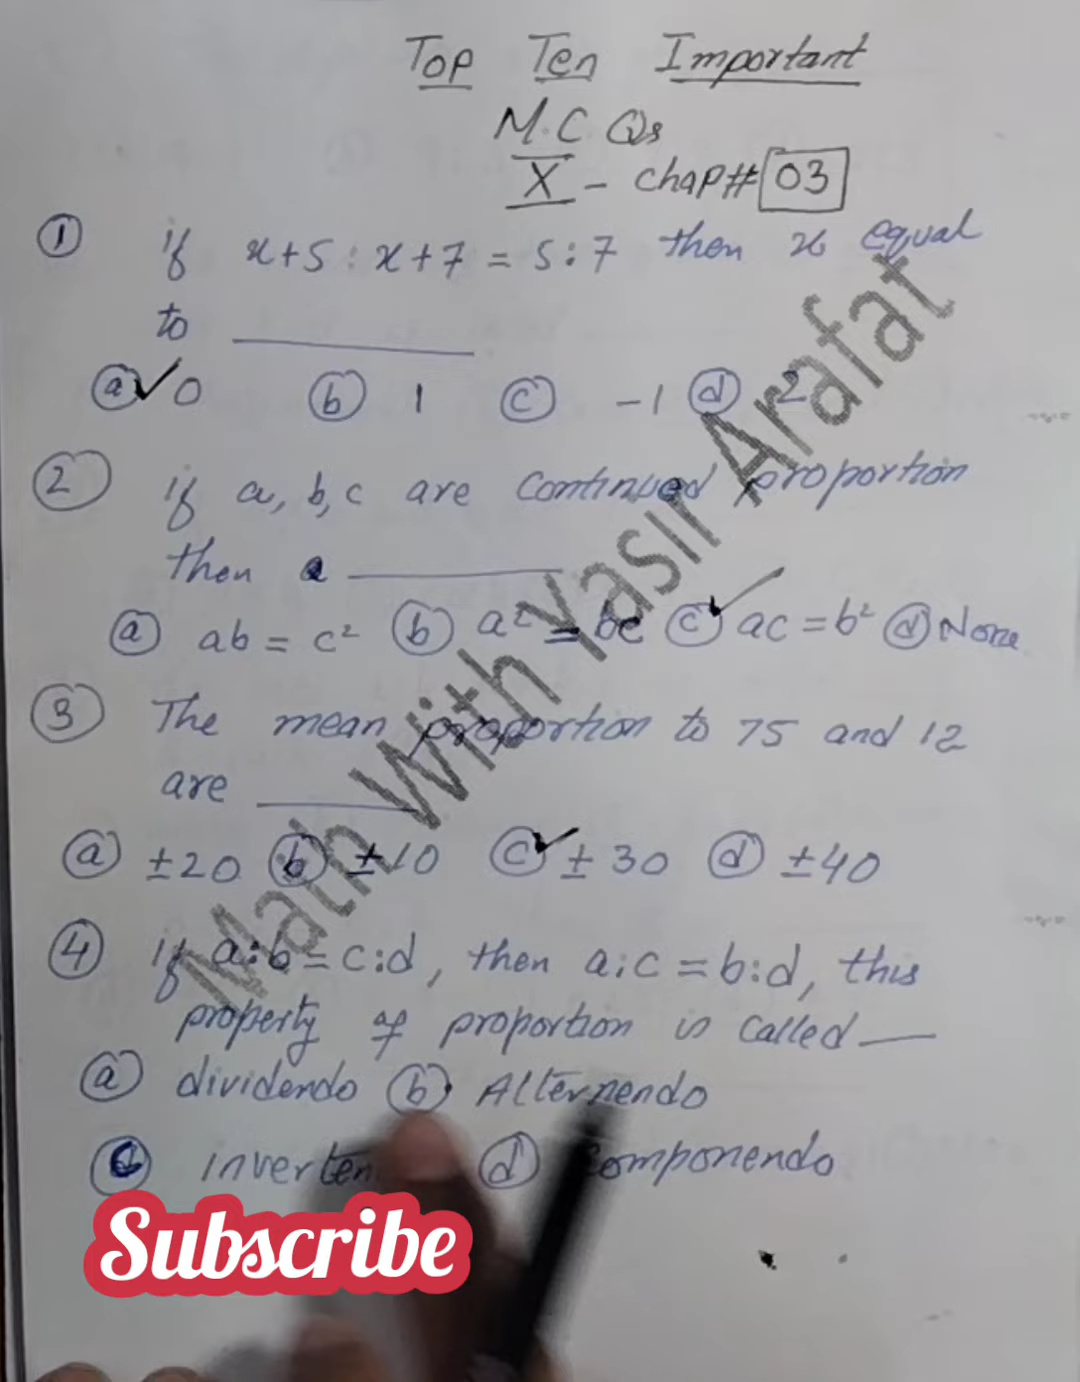 Top Ten Important
M.C Qs
X - chap# 03
① if x+5 : x+7 = 5:7 then x equal
to ________
ⓐ✓ 0 ⓑ 1 ⓒ -1 ⓓ 2
② if a, b, c are continued proportion
then a ________
ⓐ ab = c² ⓑ a² = bc ⓒ✓ ac = b² ⓓ None
③ The mean proportion to 75 and 12
are ________
ⓐ ±20 ⓑ ±10 ⓒ✓ ±30 ⓓ ±40
④ If a:b = c:d, then a:c = b:d, this
property of proportion is called ____
ⓐ dividendo ⓑ Alternendo
ⓒ inverten ⓓ Componendo
Math With Yasir Arafat
Subscribe